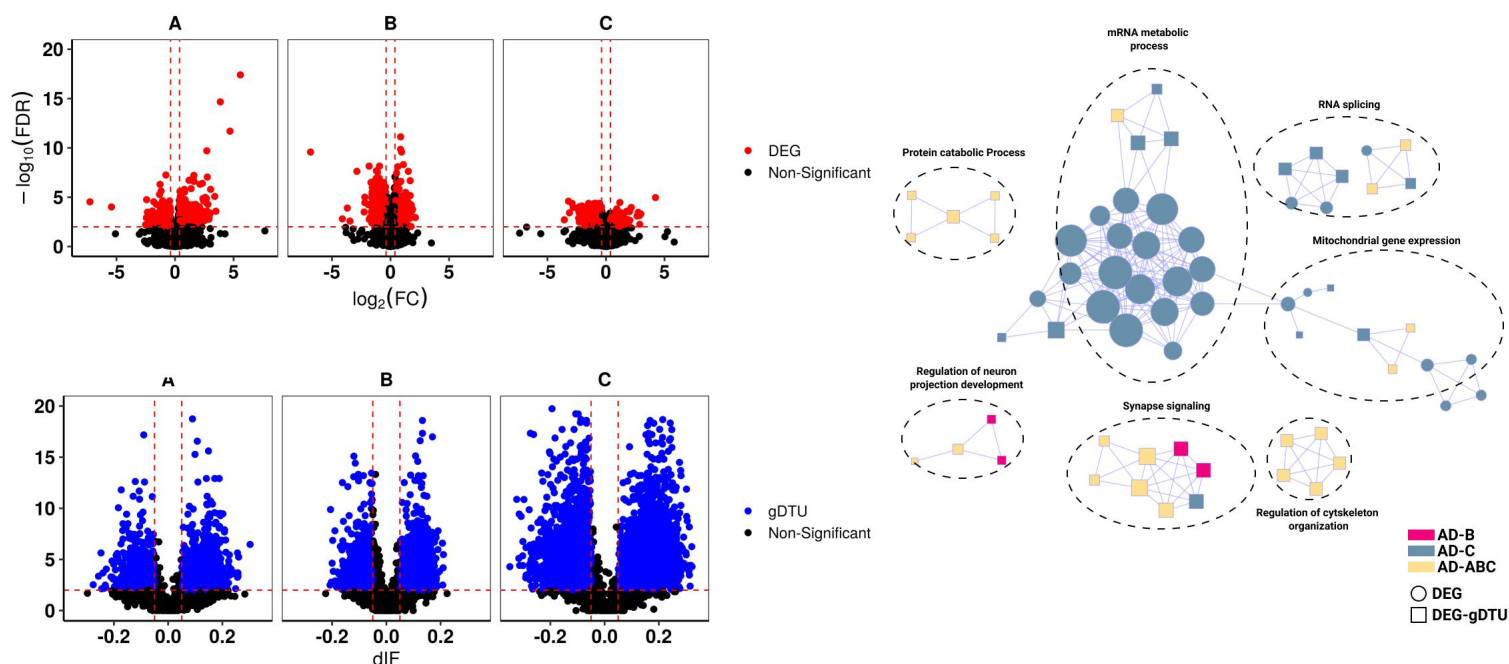 A
B
C
20
15
10
5
0
− log10(FDR)
-5
0
5
-5
0
5
-5
0
5
log2(FC)
DEG
Non-Significant
A
B
C
20
15
10
5
0
-0.2
0.0
0.2
-0.2
0.0
0.2
-0.2
0.0
0.2
dIF
gDTU
Non-Significant
mRNA metabolic
process
RNA splicing
Protein catabolic Process
Mitochondrial gene expression
Regulation of neuron
projection development
Synapse signaling
Regulation of cytskeleton
organization
AD-B
AD-C
AD-ABC
DEG
DEG-gDTU